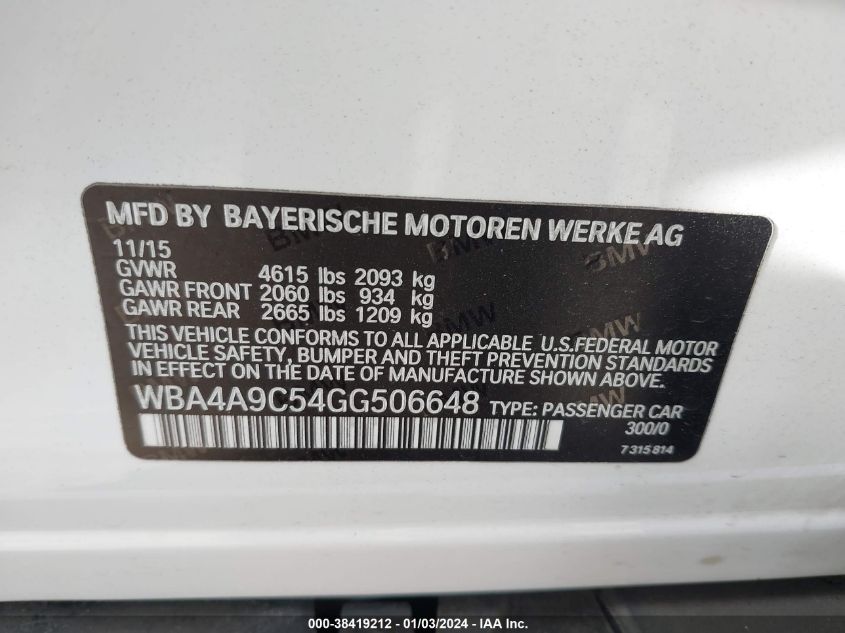 MFD BY BAYERISCHE MOTOREN WERKE AG
11/15
GVWR 4615 lbs 2093 kg
GAWR FRONT 2060 lbs 934 kg
GAWR REAR 2665 lbs 1209 kg
THIS VEHICLE CONFORMS TO ALL APPLICABLE U.S.FEDERAL MOTOR
VEHICLE SAFETY, BUMPER AND THEFT PREVENTION STANDARDS
IN EFFECT ON THE DATE OF MANUFACTURE SHOWN ABOVE.
WBA4A9C54GG506648 TYPE: PASSENGER CAR
300/0
7 315 814
000-38419212 - 01/03/2024 - IAA Inc.